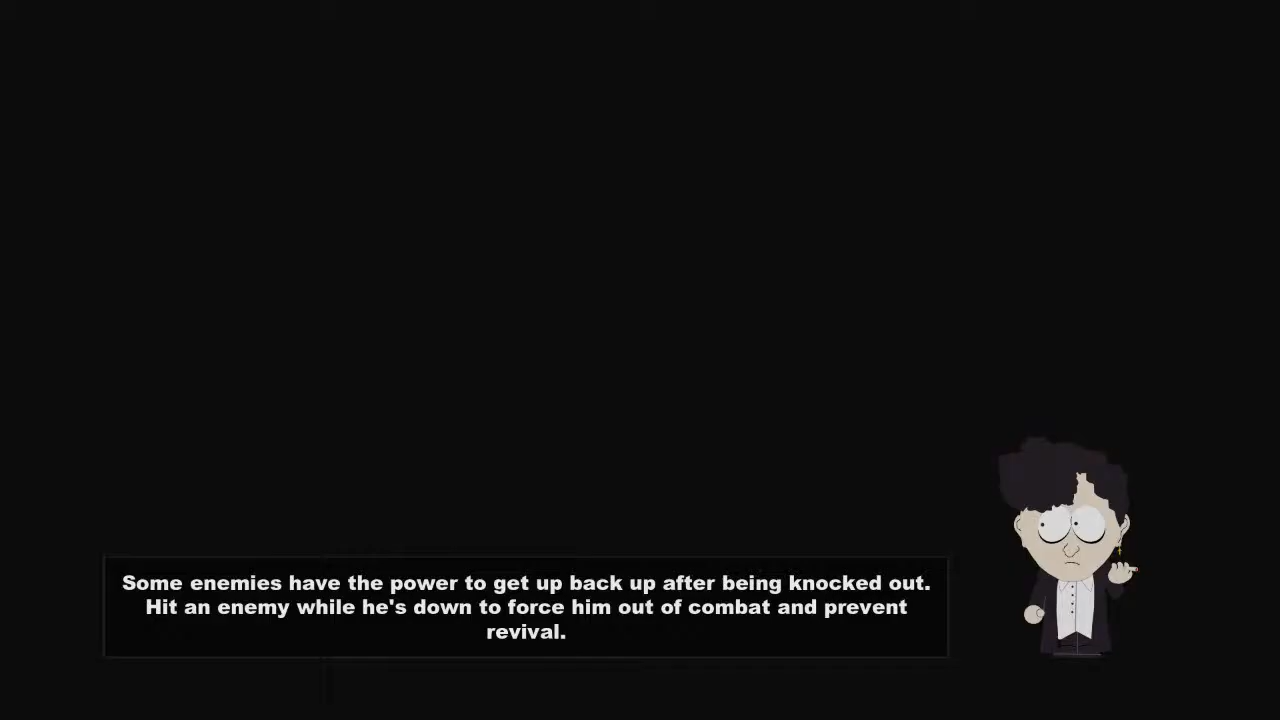 Some enemies have the power to get up back up after being knocked out.
Hit an enemy while he's down to force him out of combat and prevent
revival.